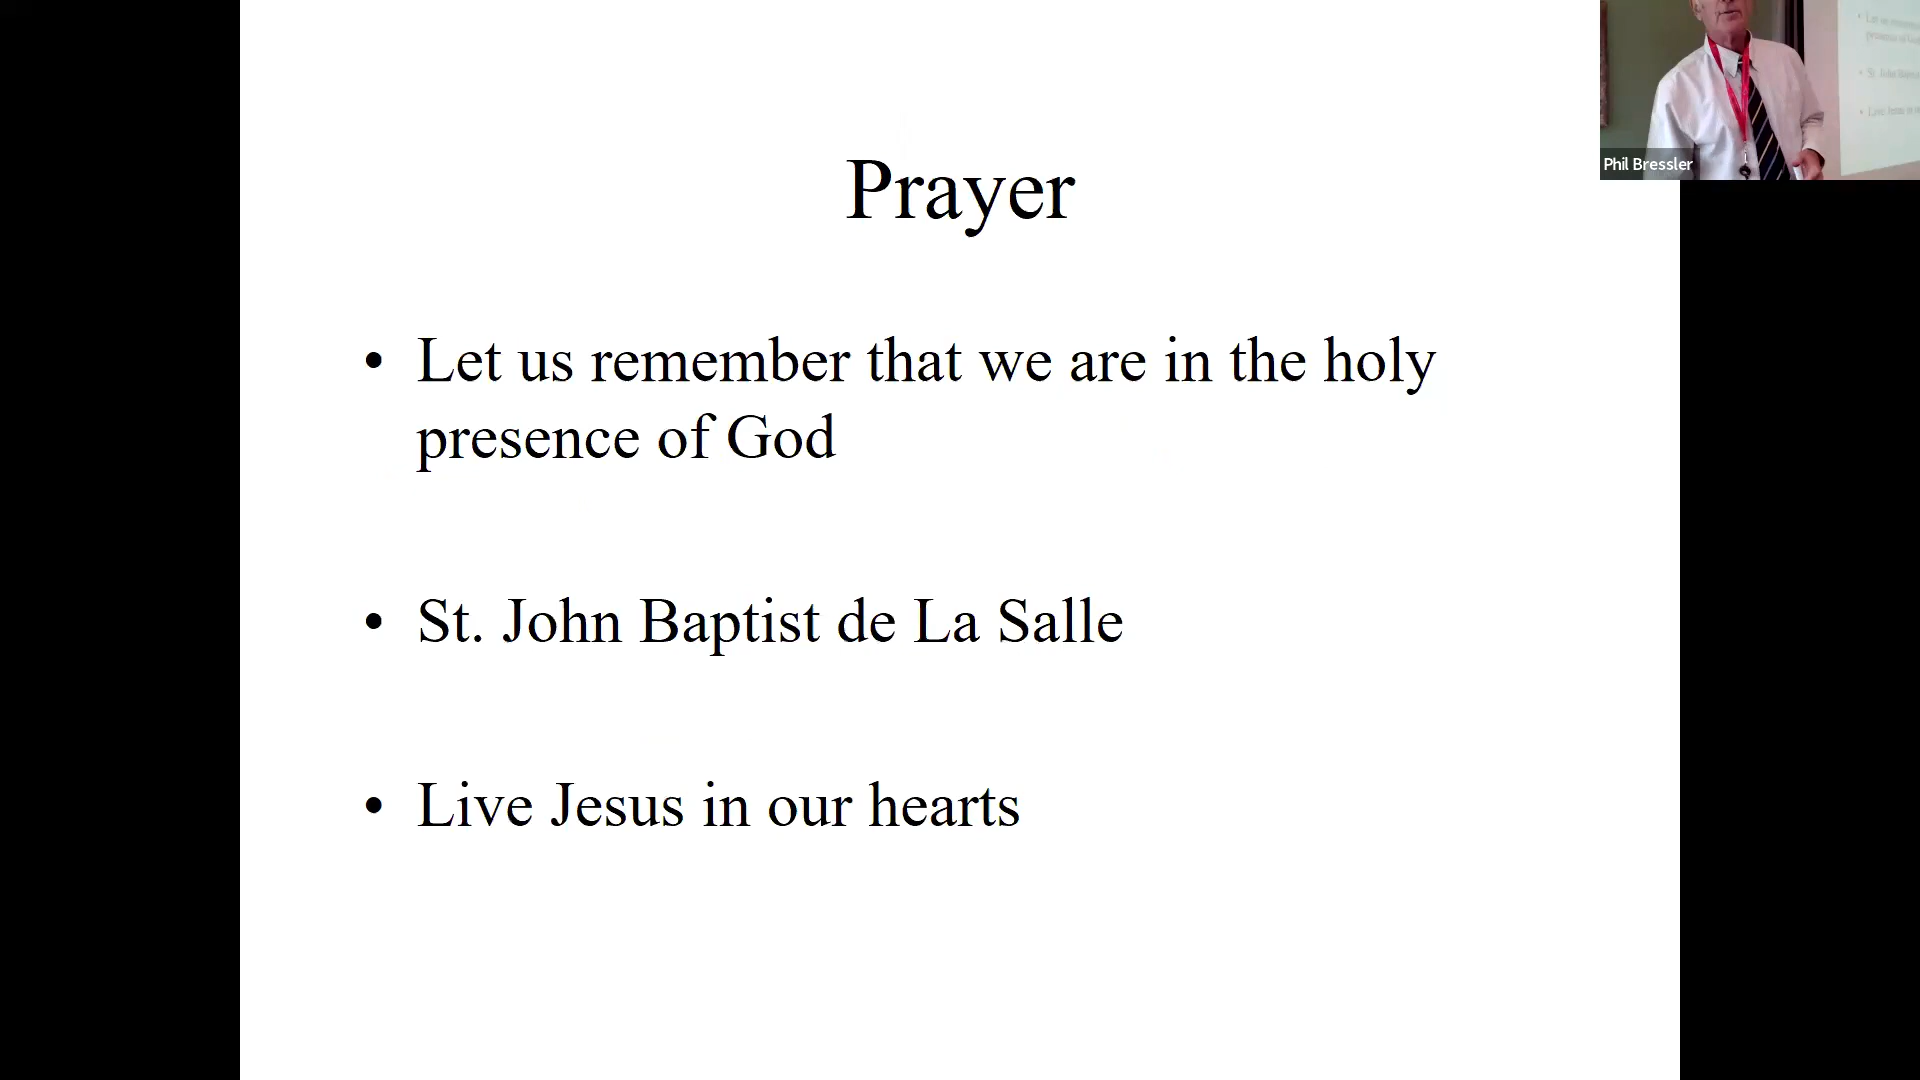 Prayer
• Let us remember that we are in the holy
presence of God
• St. John Baptist de La Salle
• Live Jesus in our hearts
Phil Bressler